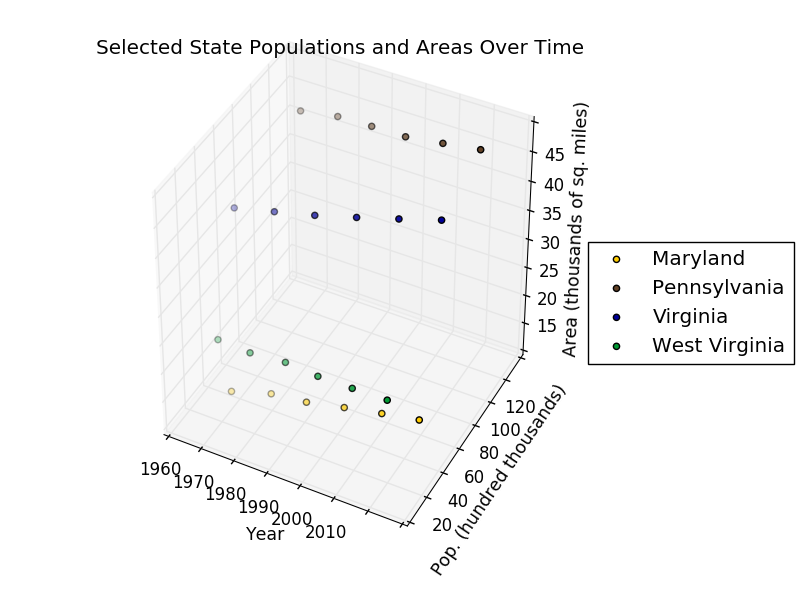 Selected State Populations and Areas Over Time
Area (thousands of sq. miles)
45
40
35
30
25
20
15
Maryland
Pennsylvania
Virginia
West Virginia
120
100
80
60
40
20
Pop. (hundred thousands)
1960
1970
1980
1990
2000
2010
Year